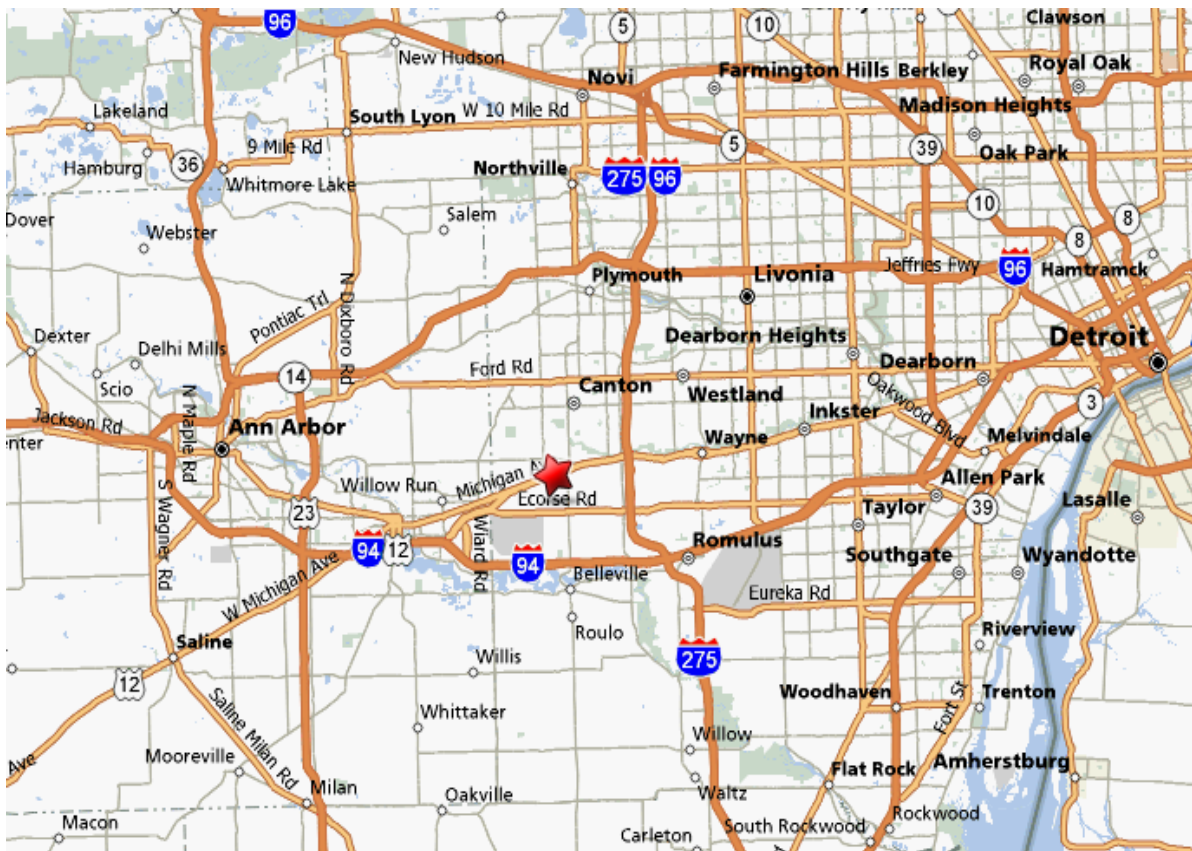 96
5
10
Clawson
New Hudson
Novi
Farmington Hills
Berkley
Royal Oak
Lakeland
South Lyon
W 10 Mile Rd
Madison Heights
9 Mile Rd
5
39
Oak Park
Hamburg
36
Whitmore Lake
Northville
275
96
Dover
Salem
10
8
Webster
8
Plymouth
Livonia
Jeffries Fwy
96
Hamtramck
N Dixboro Rd
Pontiac Trl
Dexter
Delhi Mills
Dearborn Heights
Detroit
Scio
14
Ford Rd
Canton
Westland
Dearborn
N Maple Rd
Jackson Rd
Inkster
Oakwood Blvd
3
Ann Arbor
Wayne
Melvindale
Willow Run
Michigan Av
Ecorse Rd
Allen Park
S Wagner Rd
23
Taylor
39
Lasalle
94
12
Ward Rd
94
Romulus
Southgate
Wyandotte
W Michigan Ave
Belleville
Eureka Rd
Roulo
Riverview
Saline
Willis
275
12
Woodhaven
Trenton
Whittaker
Fort St
Saline Milan Rd
Willow
Ave
Mooreville
Flat Rock
Amherstburg
Milan
Oakville
Waltz
Macon
Carleton
South Rockwood
Rockwood